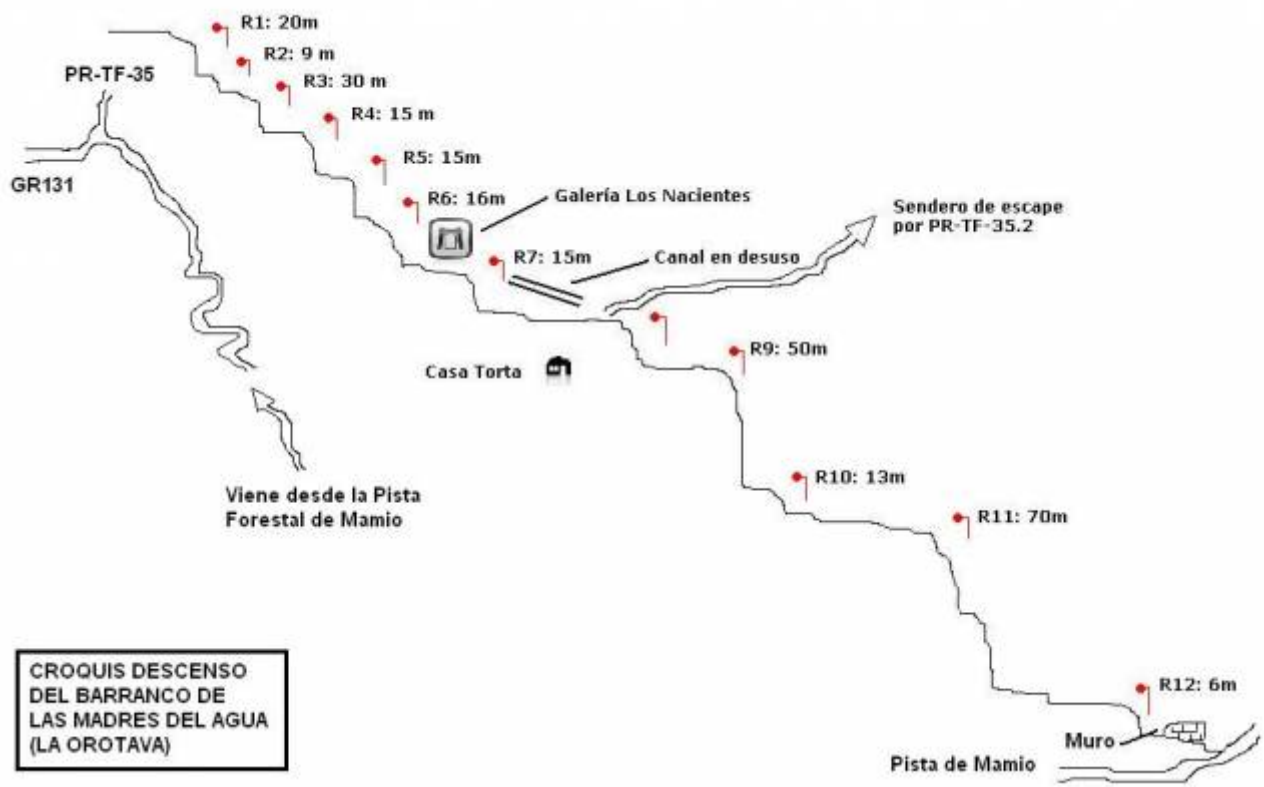 R1: 20m
R2: 9 m
R3: 30 m
PR-TF-35
R4: 15 m
R5: 15m
GR131
R6: 16m
Galería Los Nacientes
Sendero de escape
por PR-TF-35.2
R7: 15m
Canal en desuso
R9: 50m
Casa Torta
R10: 13m
Viene desde la Pista
Forestal de Mamio
R11: 70m
CROQUIS DESCENSO
DEL BARRANCO DE
LAS MADRES DEL AGUA
(LA OROTAVA)
R12: 6m
Muro
Pista de Mamio